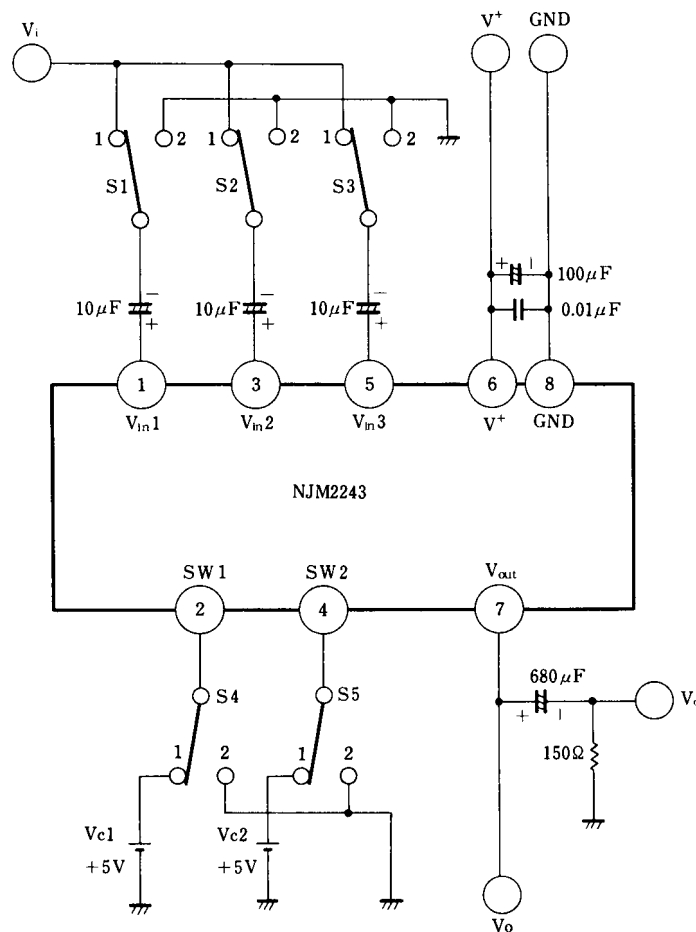 Vi
V+ GND
1 2 1 2 1 2
S1 S2 S3
10μF 10μF 10μF
+ −
100μF
0.01μF
− − −
+ + +
1 3 5 6 8
Vin1 Vin2 Vin3 V+ GND
NJM2243
SW1 SW2 Vout
2 4 7
S4 S5
680μF
+ −
1 2 1 2
150Ω
Vc1 Vc2
+5V +5V
Vo